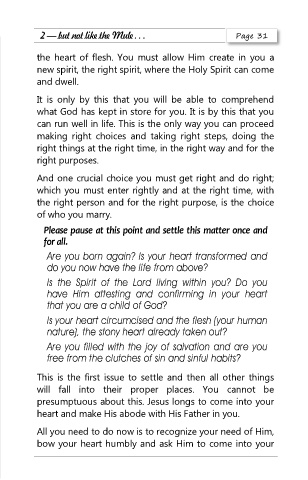 2 — but not like the Mule . . .
Page 31
the heart of flesh. You must allow Him create in you a
new spirit, the right spirit, where the Holy Spirit can come
and dwell.
It is only by this that you will be able to comprehend
what God has kept in store for you. It is by this that you
can run well in life. This is the only way you can proceed
making right choices and taking right steps, doing the
right things at the right time, in the right way and for the
right purposes.
And one crucial choice you must get right and do right;
which you must enter rightly and at the right time, with
the right person and for the right purpose, is the choice
of who you marry.
Please pause at this point and settle this matter once and
for all.
Are you born again? Is your heart transformed and
do you now have the life from above?
Is the Spirit of the Lord living within you? Do you
have Him attesting and confirming in your heart
that you are a child of God?
Is your heart circumcised and the flesh (your human
nature), the stony heart already taken out?
Are you filled with the joy of salvation and are you
free from the clutches of sin and sinful habits?
This is the first issue to settle and then all other things
will fall into their proper places. You cannot be
presumptuous about this. Jesus longs to come into your
heart and make His abode with His Father in you.
All you need to do now is to recognize your need of Him,
bow your heart humbly and ask Him to come into your